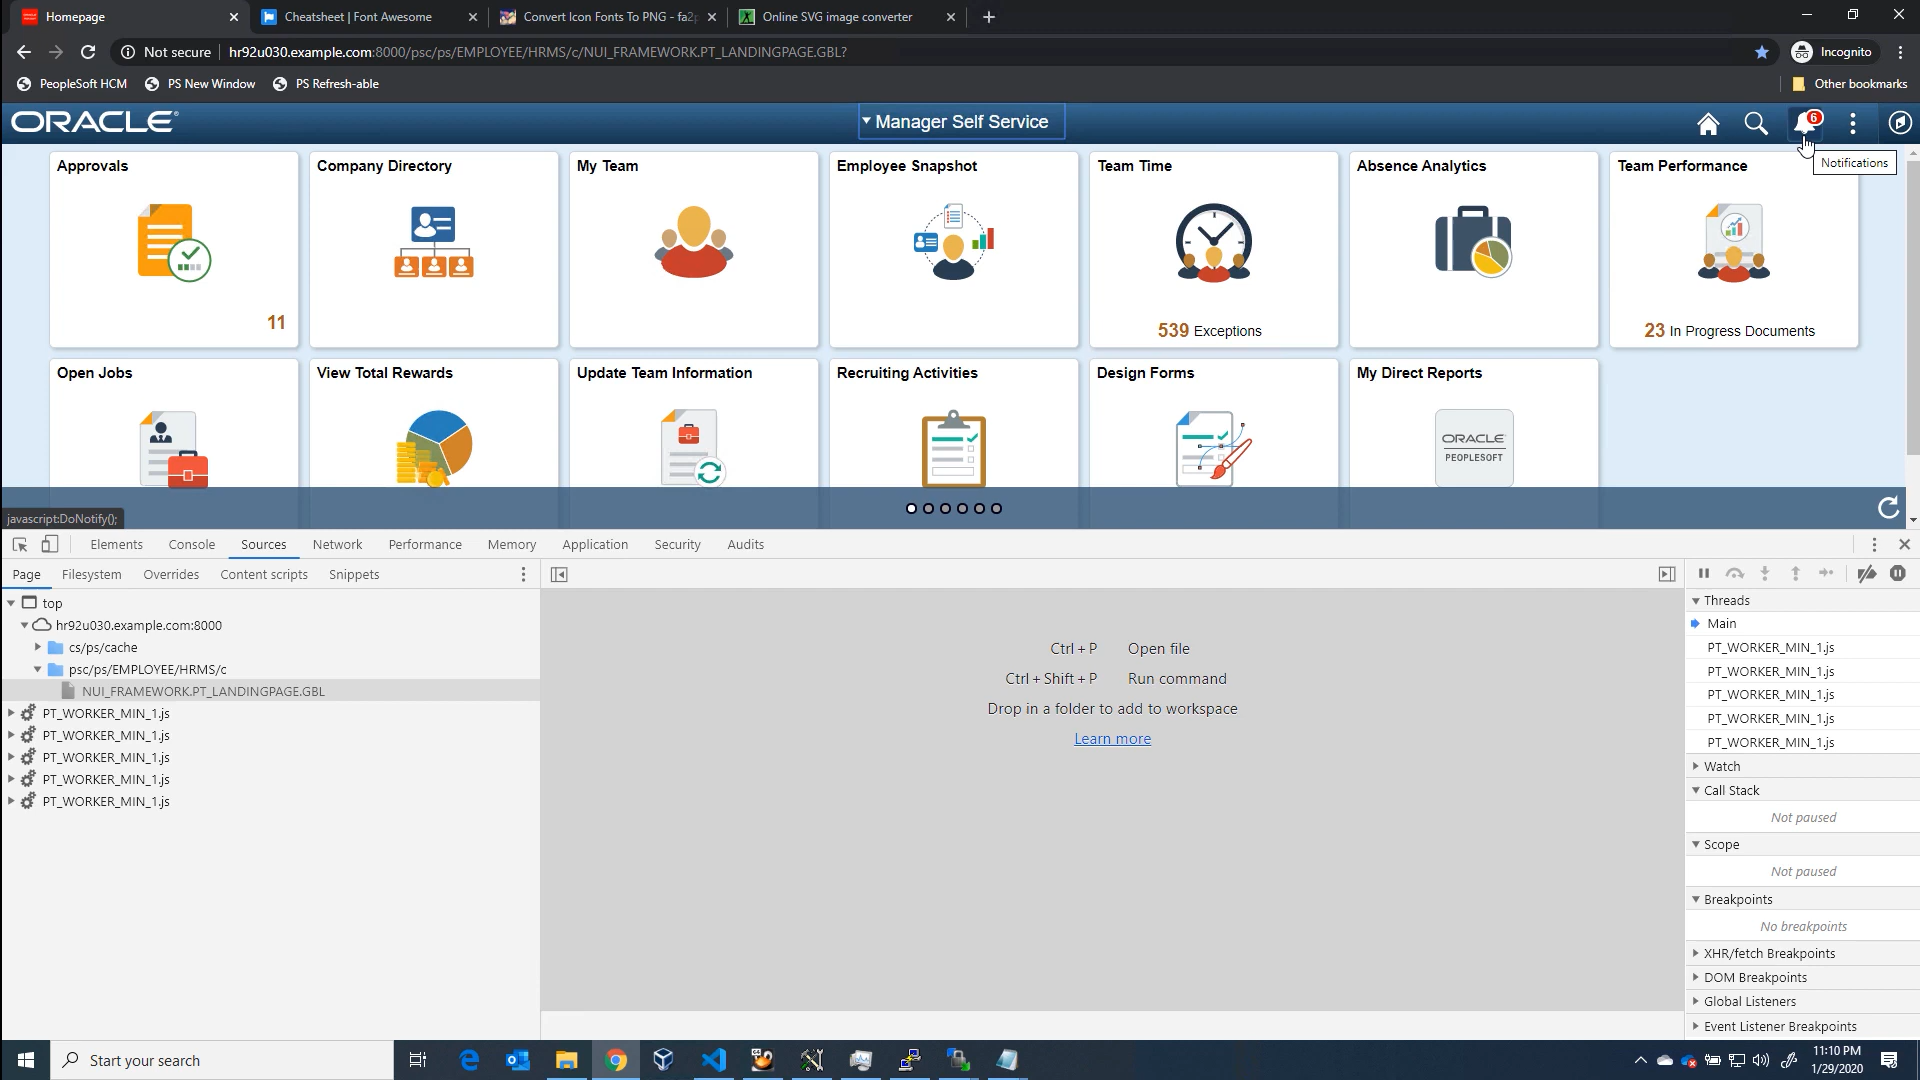 Homepage
Cheatsheet | Font Awesome
Convert Icon Fonts To PNG - fa2p
Online SVG image converter
Not secure
hr92u030.example.com:8000/psc/ps/EMPLOYEE/HRMS/c/NUI_FRAMEWORK.PT_LANDINGPAGE.GBL?
Incognito
PeopleSoft HCM
PS New Window
PS Refresh-able
Other bookmarks
ORACLE
Manager Self Service
6
Notifications
Approvals
11
Company Directory
My Team
Employee Snapshot
Team Time
539 Exceptions
Absence Analytics
Team Performance
23 In Progress Documents
Open Jobs
View Total Rewards
Update Team Information
Recruiting Activities
Design Forms
My Direct Reports
ORACLE
PEOPLESOFT
javascript:DoNotify();
Elements
Console
Sources
Network
Performance
Memory
Application
Security
Audits
Page
Filesystem
Overrides
Content scripts
Snippets
top
hr92u030.example.com:8000
cs/ps/cache
psc/ps/EMPLOYEE/HRMS/c
NUI_FRAMEWORK.PT_LANDINGPAGE.GBL
PT_WORKER_MIN_1.js
PT_WORKER_MIN_1.js
PT_WORKER_MIN_1.js
PT_WORKER_MIN_1.js
PT_WORKER_MIN_1.js
Ctrl + P Open file
Ctrl + Shift + P Run command
Drop in a folder to add to workspace
Learn more
Threads
Main
PT_WORKER_MIN_1.js
PT_WORKER_MIN_1.js
PT_WORKER_MIN_1.js
PT_WORKER_MIN_1.js
PT_WORKER_MIN_1.js
Watch
Call Stack
Not paused
Scope
Not paused
Breakpoints
No breakpoints
XHR/fetch Breakpoints
DOM Breakpoints
Global Listeners
Event Listener Breakpoints
Start your search
11:10 PM
1/29/2020